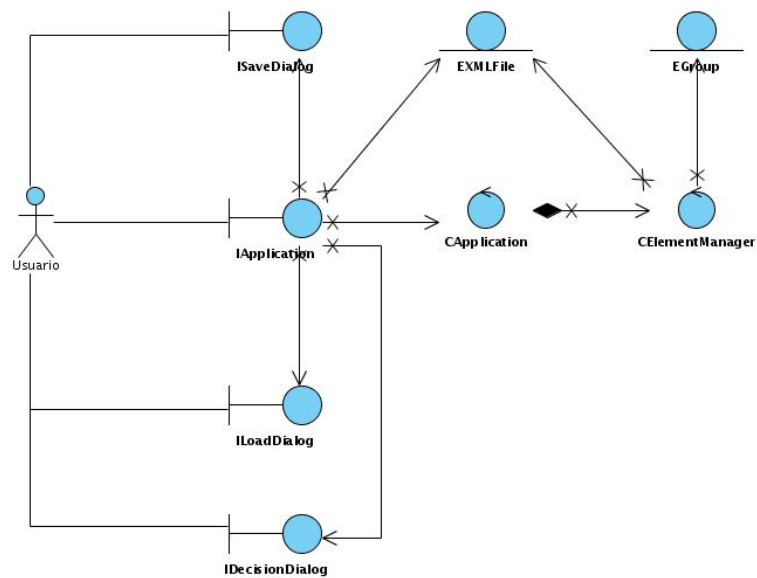 ISaveDialog
EXMLFile
EGroup
Usuario
IApplication
CApplication
CElementManager
ILoadDialog
IDecisionDialog